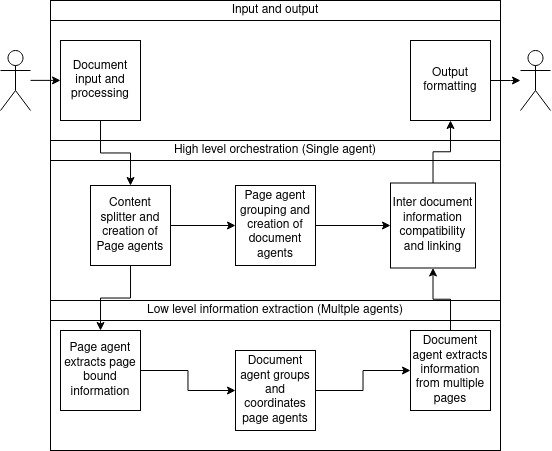 Input and output
Document
input and
processing
Output
formatting
High level orchestration (Single agent)
Content
splitter and
creation of
Page agents
Page agent
grouping and
creation of
document
agents
Inter document
information
compatibility
and linking
Low level information extraction (Multple agents)
Page agent
extracts page
bound
information
Document
agent groups
and
coordinates
page agents
Document
agent extracts
information
from multiple
pages